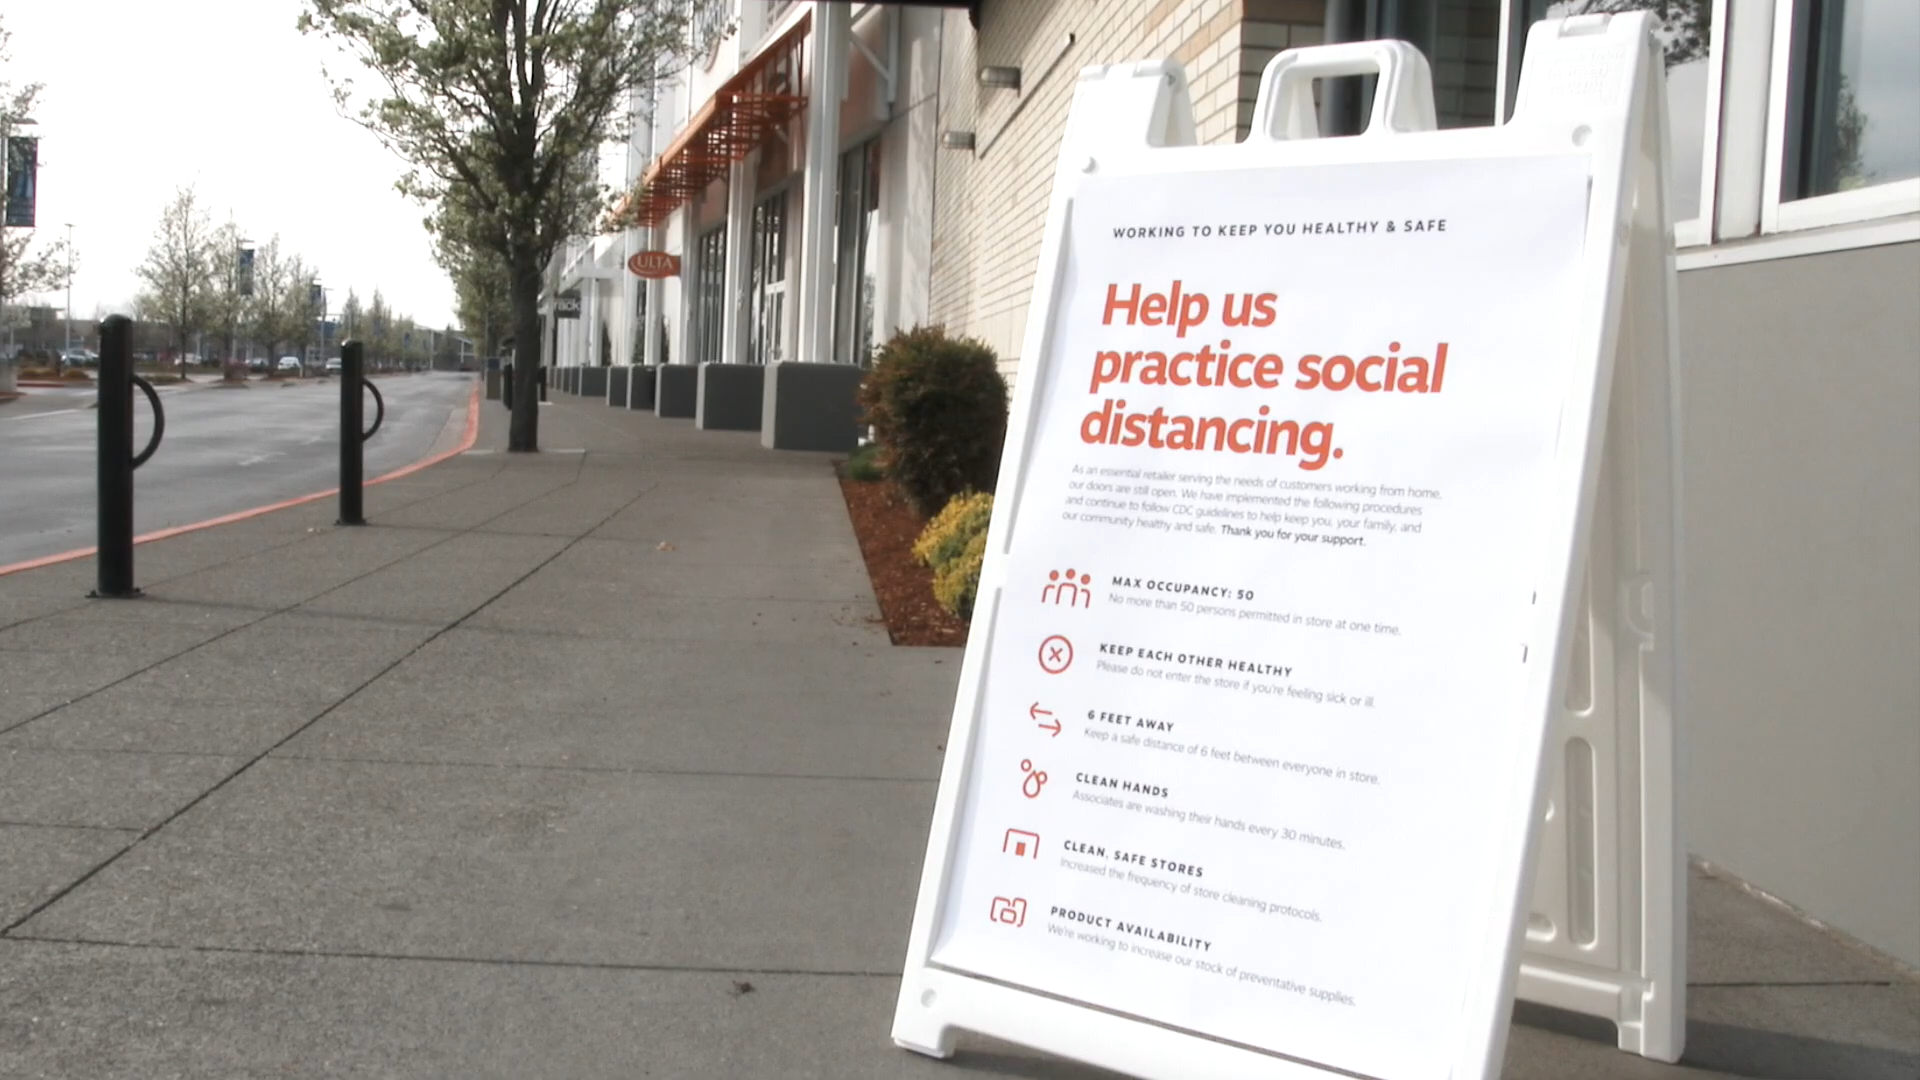 WORKING TO KEEP YOU HEALTHY & SAFE
Help us
practice social
distancing.
As an essential retailer serving the needs of customers working from home,
our doors are still open. We have implemented the following procedures
and continue to follow CDC guidelines to help keep you, your family, and
our community healthy and safe. Thank you for your support.
MAX OCCUPANCY: 50
No more than 50 persons permitted in store at one time.
KEEP EACH OTHER HEALTHY
Please do not enter the store if you're feeling sick or ill.
6 FEET AWAY
Keep a safe distance of 6 feet between everyone in store.
CLEAN HANDS
Associates are washing their hands every 30 minutes.
CLEAN, SAFE STORES
Increased the frequency of store cleaning protocols.
PRODUCT AVAILABILITY
We're working to increase our stock of preventative supplies.
ULTA
rack